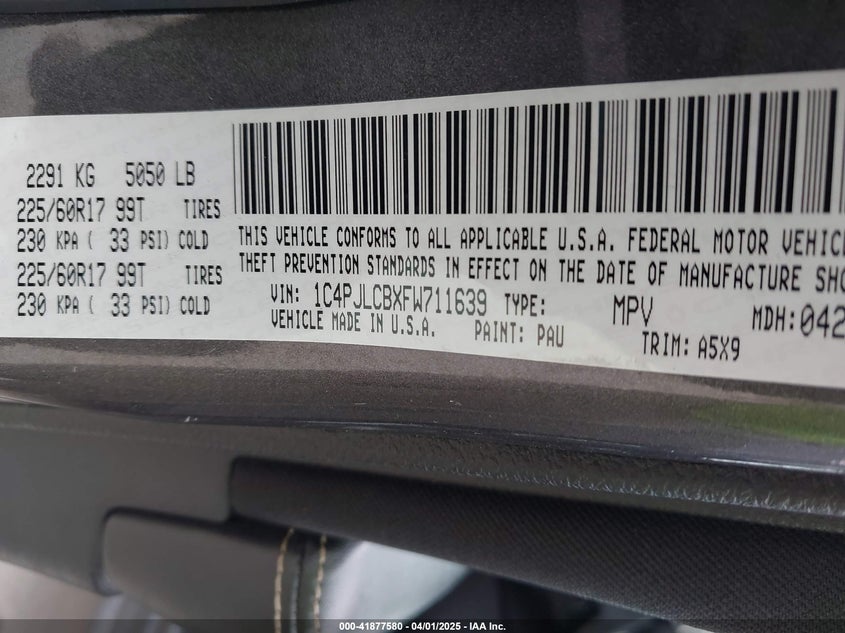 2291 KG 5050 LB
225/60R17 99T TIRES
230 KPA ( 33 PSI) COLD
225/60R17 99T TIRES
230 KPA ( 33 PSI) COLD
THIS VEHICLE CONFORMS TO ALL APPLICABLE U.S.A. FEDERAL MOTOR VEHICL
THEFT PREVENTION STANDARDS IN EFFECT ON THE DATE OF MANUFACTURE SHO
VIN: 1C4PJLCBXFW711639 TYPE: MPV MDH:042
VEHICLE MADE IN U.S.A. PAINT: PAU TRIM: A5X9
000-41877580 - 04/01/2025 - IAA Inc.